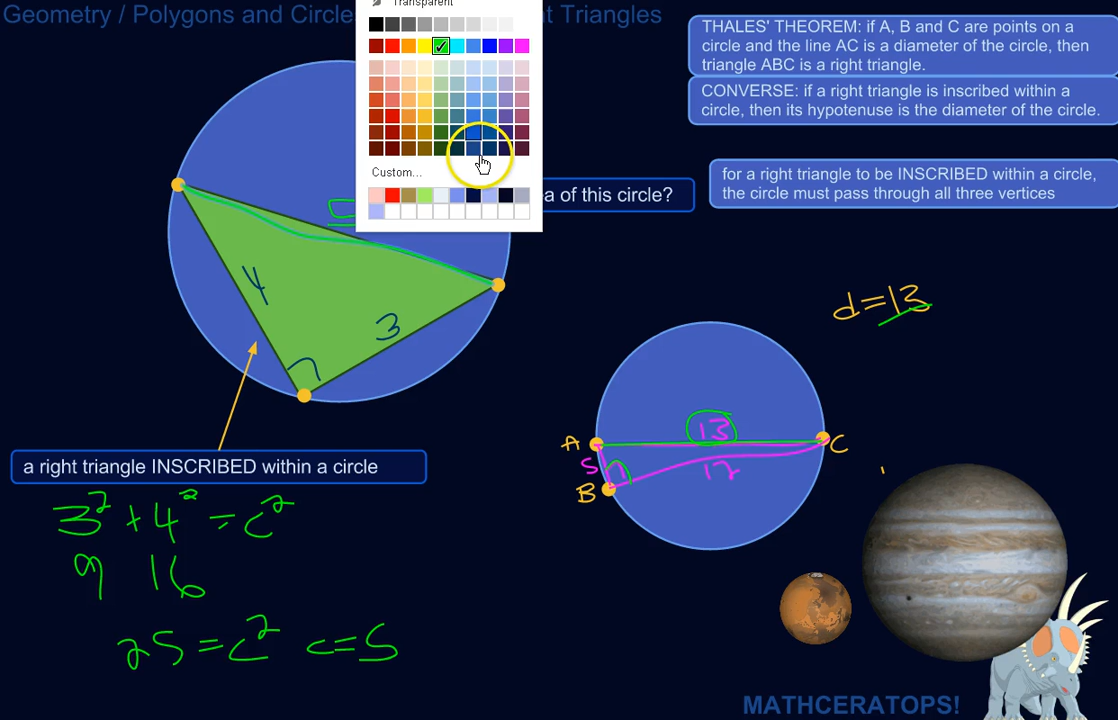 Geometry / Polygons and Circle
nt Triangles
Transparent
THALES' THEOREM: if A, B and C are points on a
circle and the line AC is a diameter of the circle, then
triangle ABC is a right triangle.
CONVERSE: if a right triangle is inscribed within a
circle, then its hypotenuse is the diameter of the circle.
Custom...
a of this circle?
for a right triangle to be INSCRIBED within a circle,
the circle must pass through all three vertices
4
3
d=13
A
13
C
5
12
B
a right triangle INSCRIBED within a circle
3² + 4² = c²
9 16
25 = c² c=5
MATHCERATOPS!